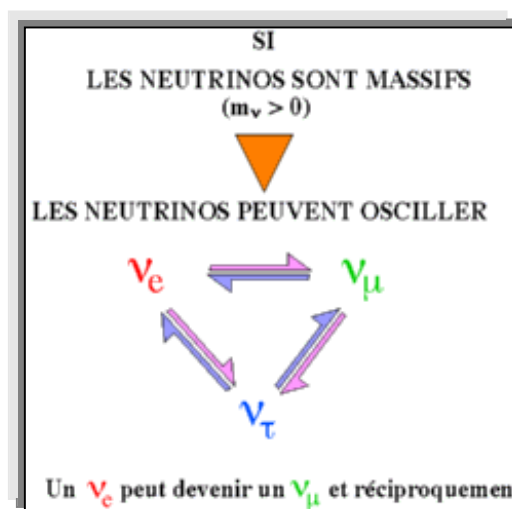 SI
LES NEUTRINOS SONT MASSIFS
(mν > 0)
LES NEUTRINOS PEUVENT OSCILLER
νe νμ
ντ
Un νe peut devenir un νμ et réciproquemen